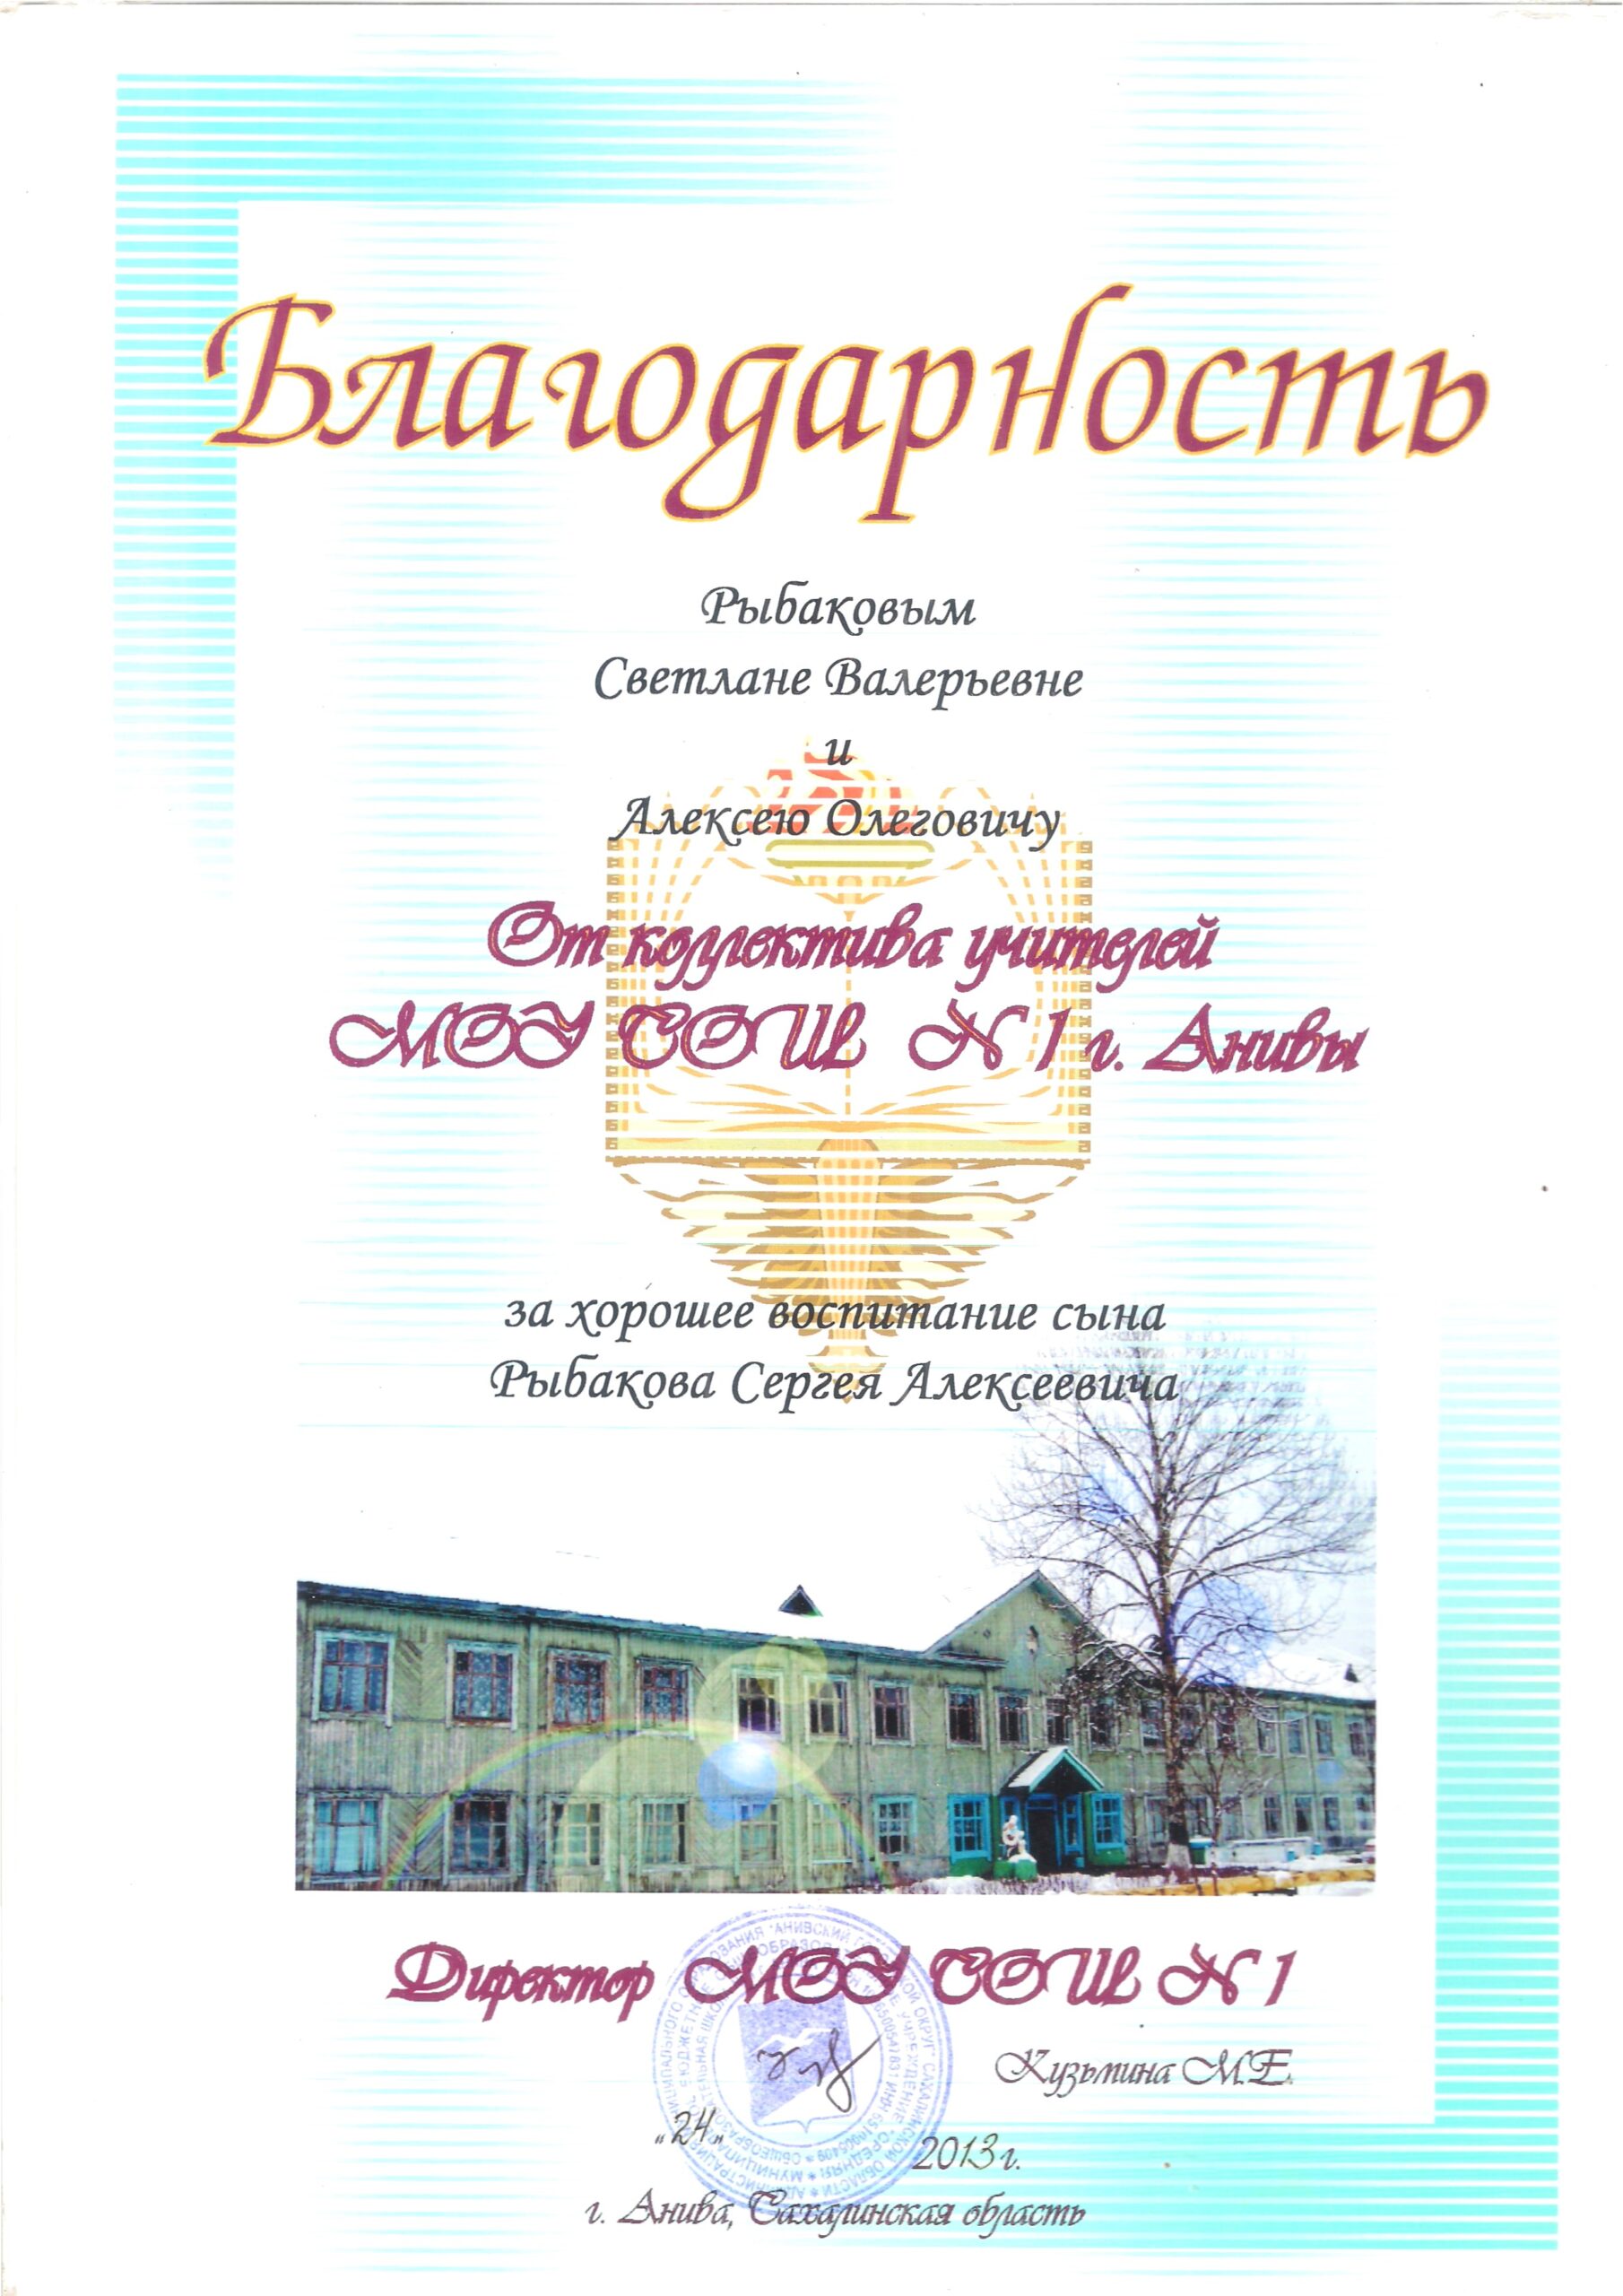 Благодарность
Рыбаковым
Светлане Валерьевне
и
Алексею Олеговичу
От коллектива учителей
МОУ СОШ N 1 г. Анивы
за хорошее воспитание сына
Рыбакова Сергея Алексеевича
Директор МОУ СОШ N 1
Кузьмина М.Е.
„24„
2013г.
г. Анива, Сахалинская область